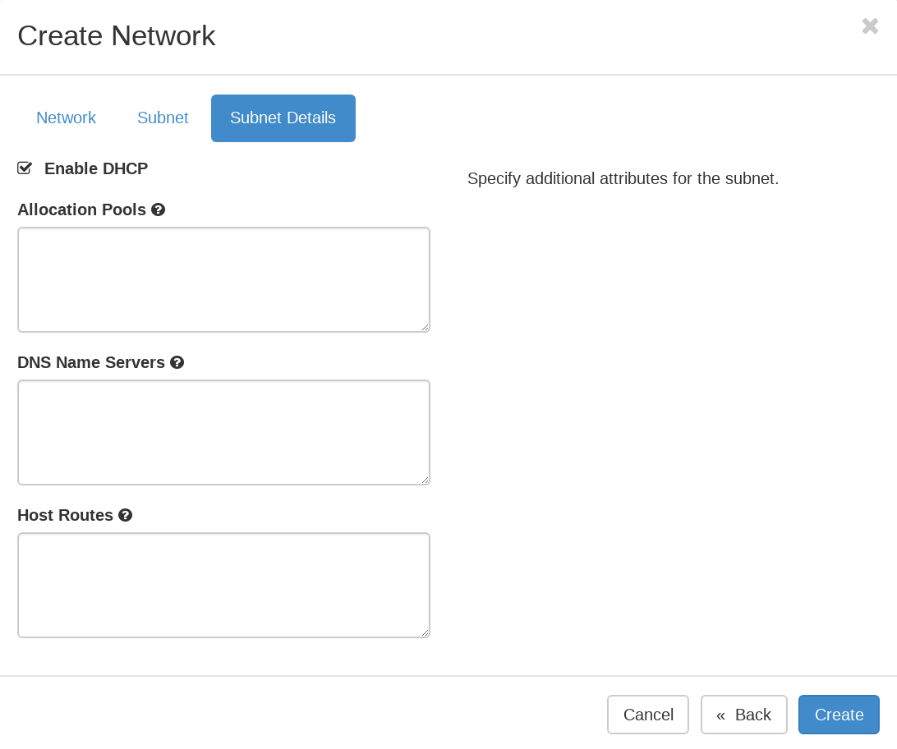 Create Network
Network Subnet Subnet Details
Enable DHCP
Specify additional attributes for the subnet.
Allocation Pools
DNS Name Servers
Host Routes
Cancel « Back Create